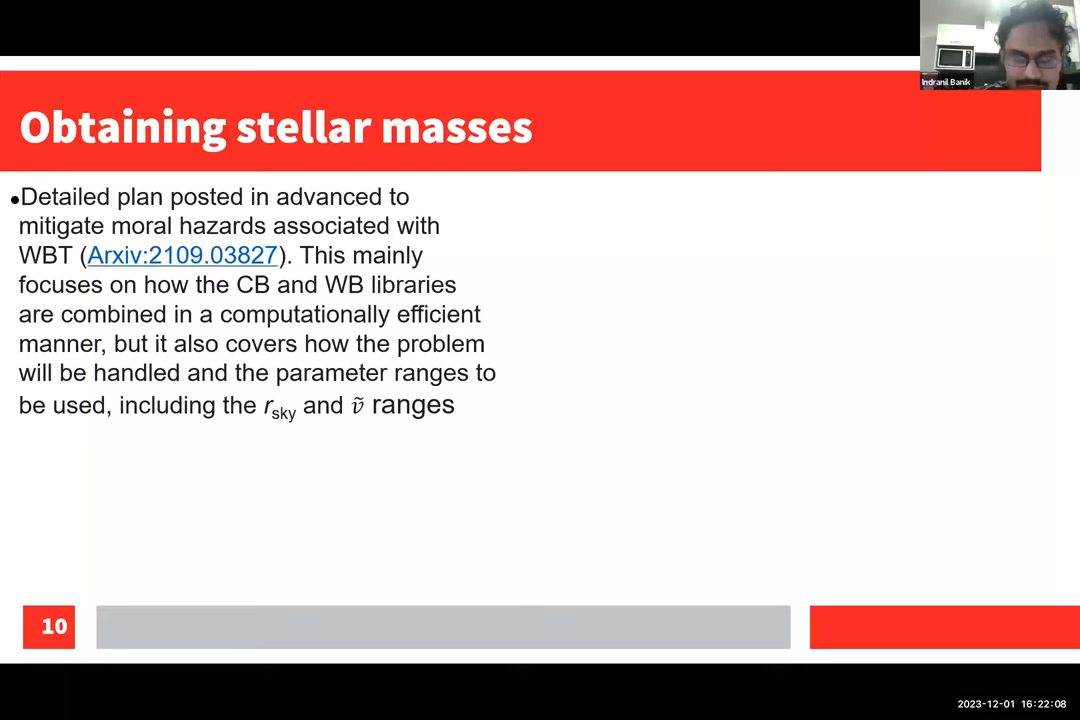 Indranil Banik
Obtaining stellar masses
•Detailed plan posted in advanced to
mitigate moral hazards associated with
WBT (Arxiv:2109.03827). This mainly
focuses on how the CB and WB libraries
are combined in a computationally efficient
manner, but it also covers how the problem
will be handled and the parameter ranges to
be used, including the rsky and ṽ ranges
10
2023-12-01 16:22:08